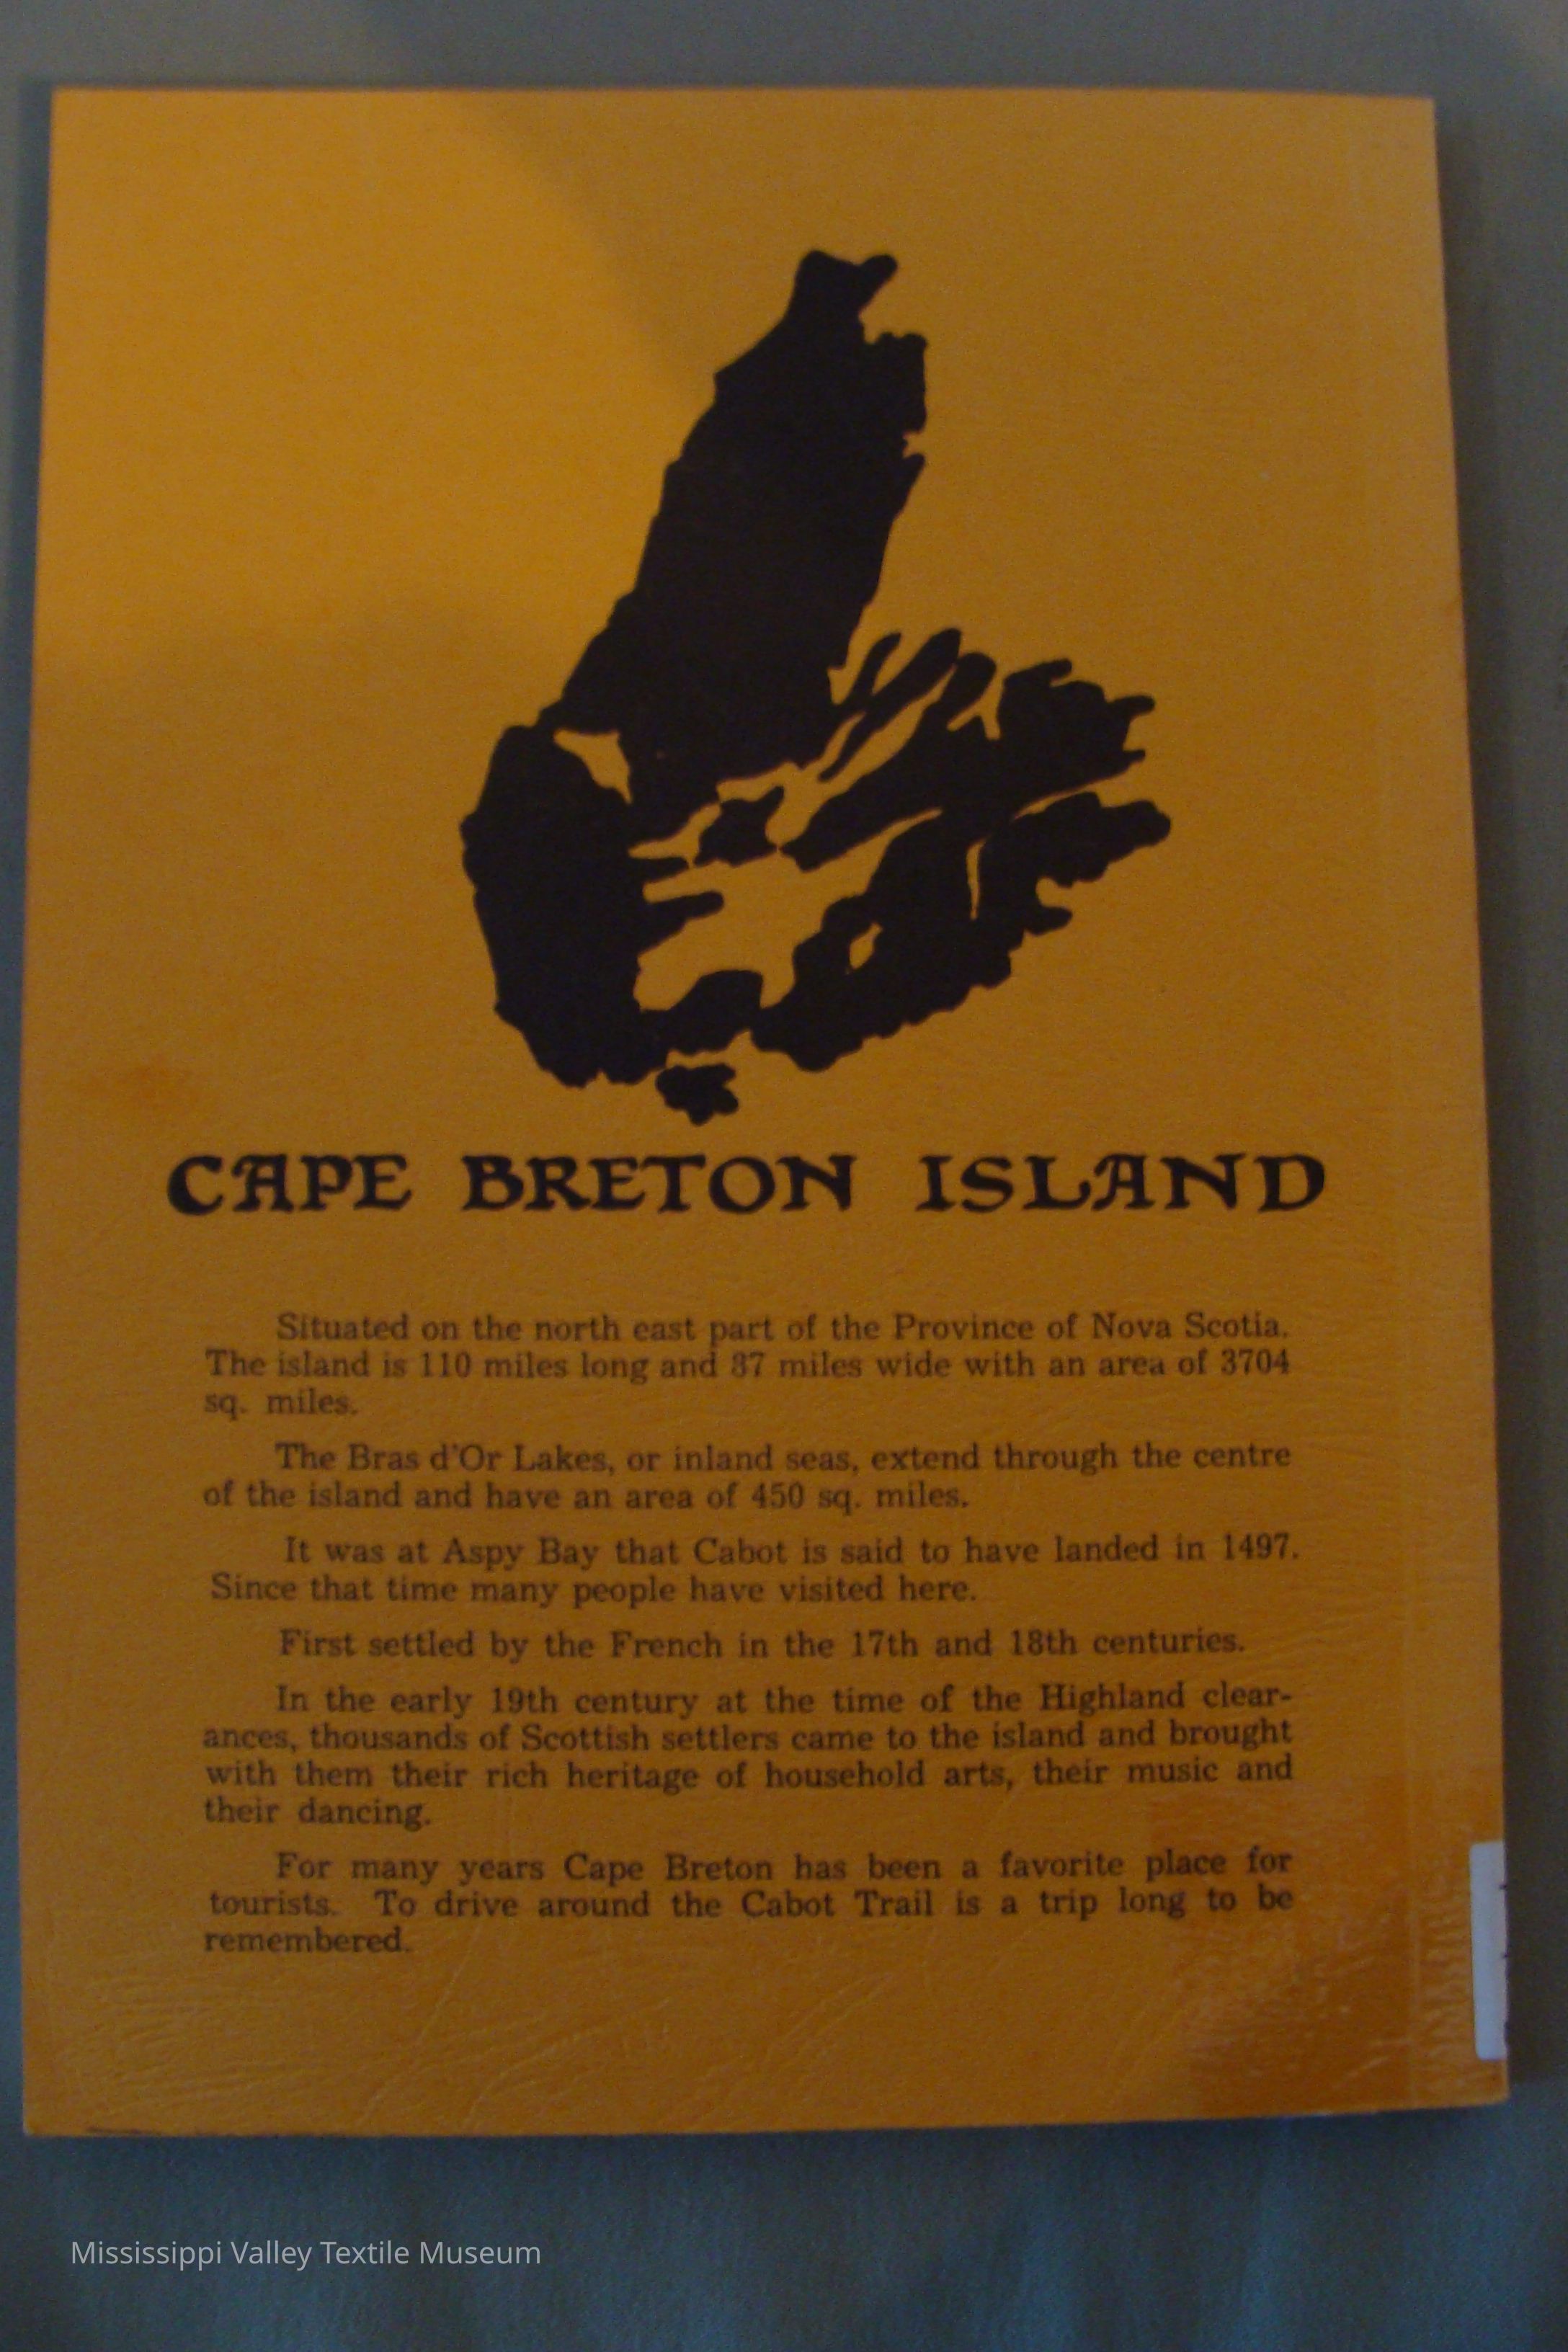 CAPE BRETON ISLAND
Situated on the north east part of the Province of Nova Scotia.
The island is 110 miles long and 87 miles wide with an area of 3704
sq. miles.
The Bras d'Or Lakes, or inland seas, extend through the centre
of the island and have an area of 450 sq. miles.
It was at Aspy Bay that Cabot is said to have landed in 1497.
Since that time many people have visited here.
First settled by the French in the 17th and 18th centuries.
In the early 19th century at the time of the Highland clear-
ances, thousands of Scottish settlers came to the island and brought
with them their rich heritage of household arts, their music and
their dancing.
For many years Cape Breton has been a favorite place for
tourists. To drive around the Cabot Trail is a trip long to be
remembered.
Mississippi Valley Textile Museum